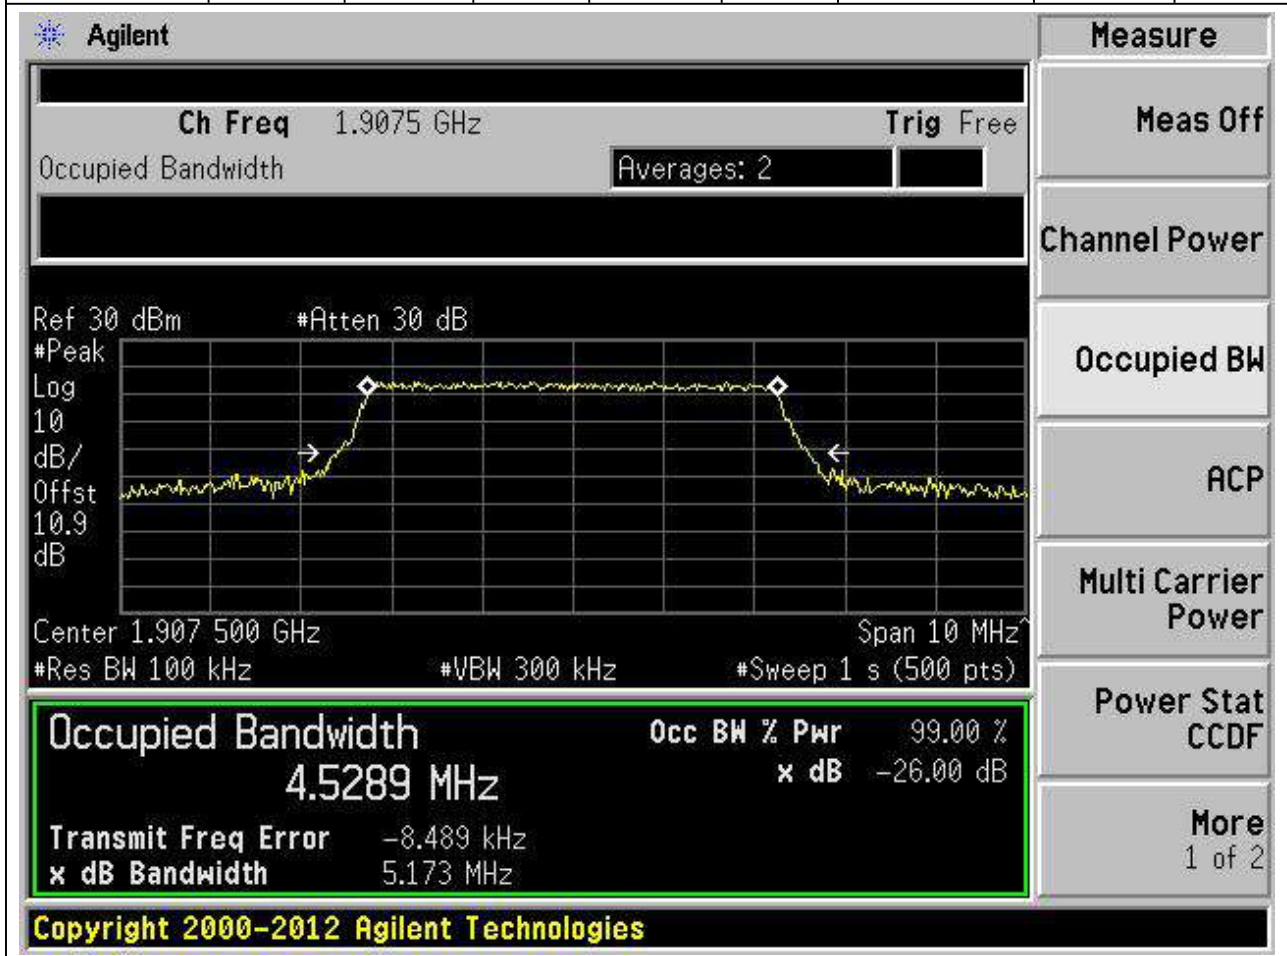 Agilent
Measure
Ch Freq 1.9075 GHz Trig Free
Occupied Bandwidth Averages: 2
Ref 30 dBm #Atten 30 dB
#Peak
Log
10
dB/
Offst
10.9
dB
Center 1.907 500 GHz Span 10 MHz^
#Res BW 100 kHz #VBW 300 kHz #Sweep 1 s (500 pts)
Occupied Bandwidth
4.5289 MHz
Occ BW % Pwr 99.00 %
x dB -26.00 dB
Transmit Freq Error -8.489 kHz
x dB Bandwidth 5.173 MHz
Copyright 2000-2012 Agilent Technologies
Meas Off
Channel Power
Occupied BW
ACP
Multi Carrier
Power
Power Stat
CCDF
More
1 of 2